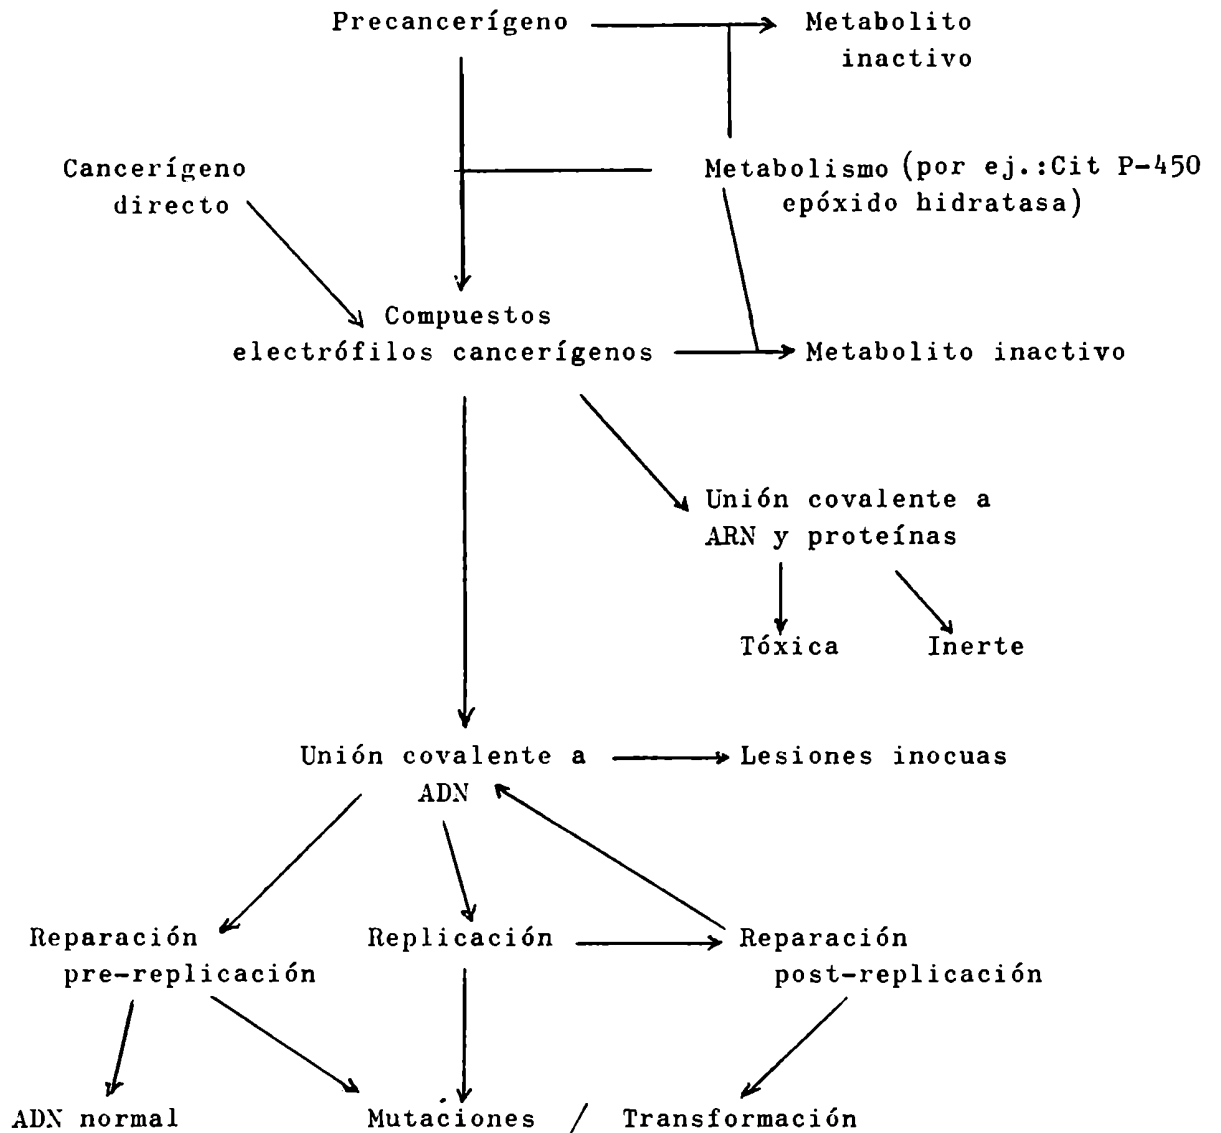 Precancerígeno
Metabolito
inactivo
Cancerígeno
directo
Metabolismo (por ej.:Cit P-450
epóxido hidratasa)
Compuestos
electrófilos cancerígenos
Metabolito inactivo
Unión covalente a
ARN y proteínas
Tóxica
Inerte
Unión covalente a
ADN
Lesiones inocuas
Reparación
pre-replicación
Replicación
Reparación
post-replicación
ADN normal
Mutaciones / Transformación